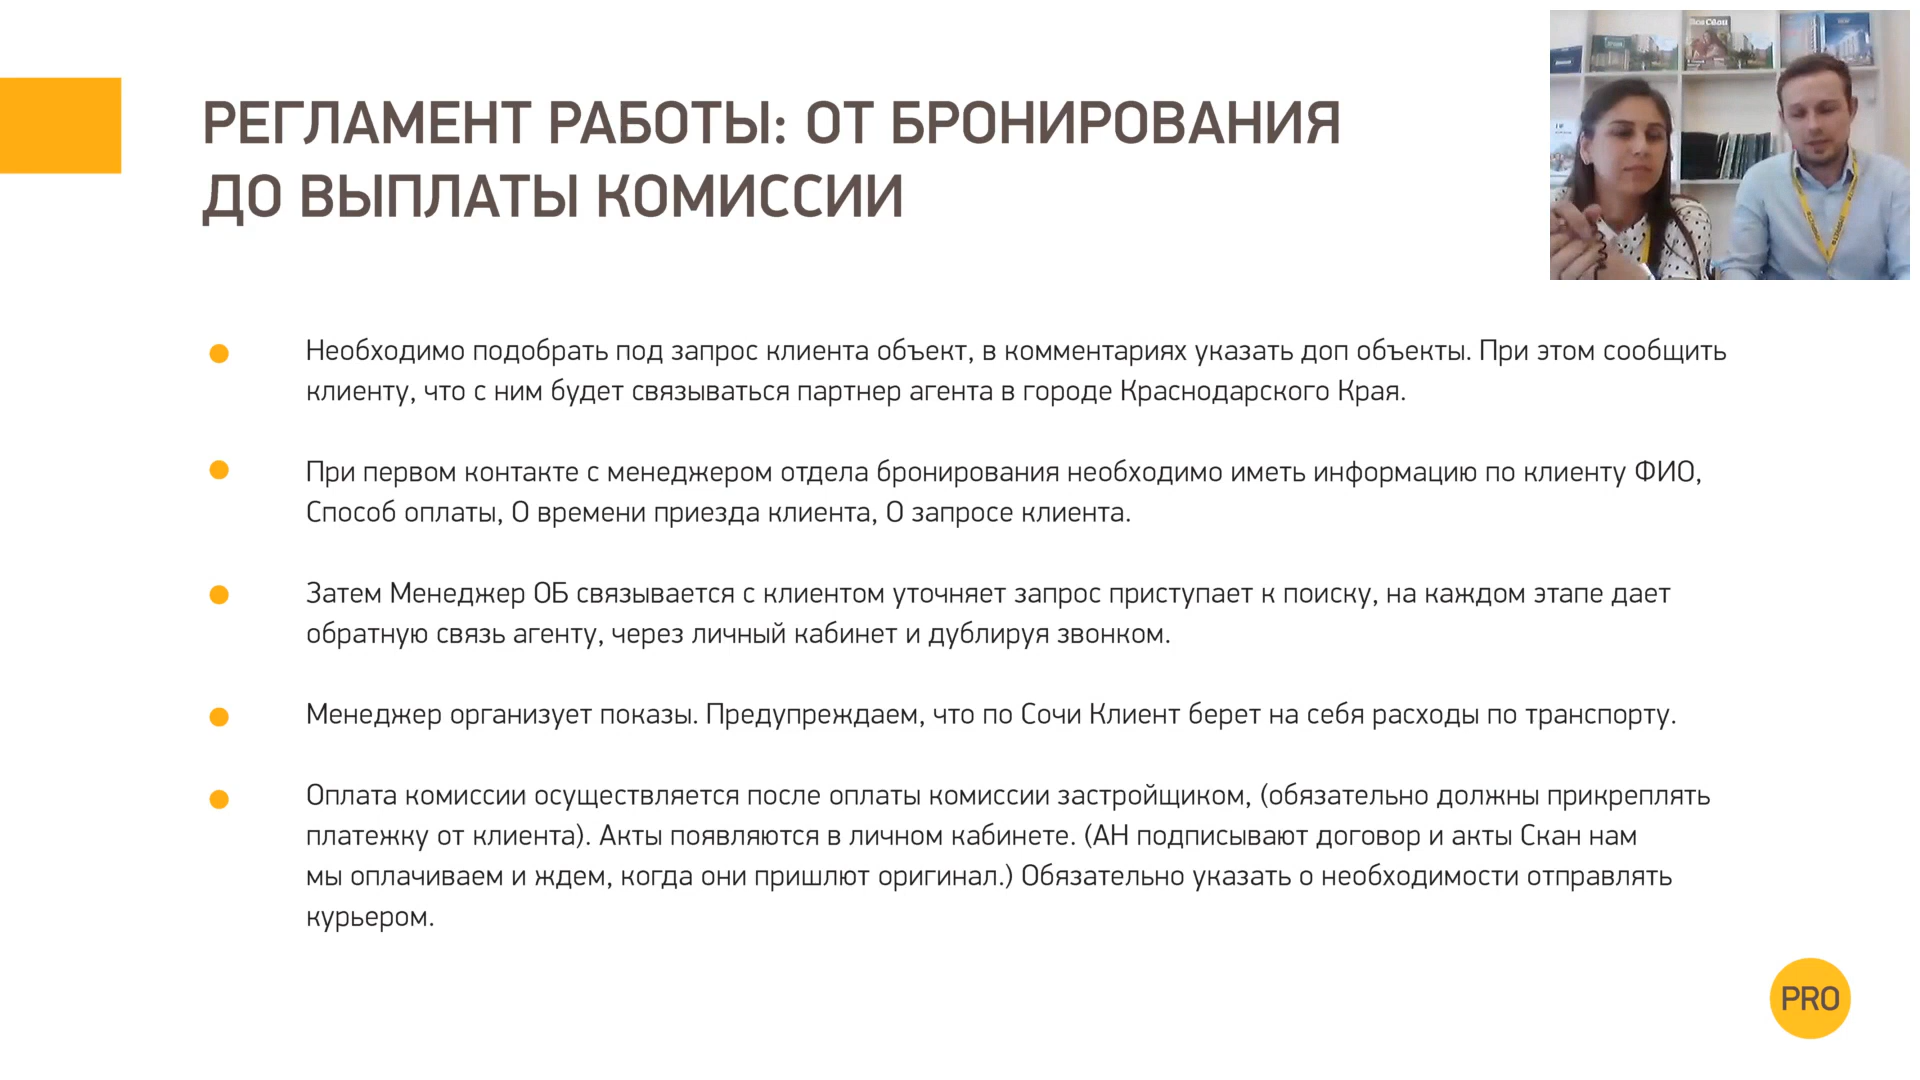 РЕГЛАМЕНТ РАБОТЫ: ОТ БРОНИРОВАНИЯ
ДО ВЫПЛАТЫ КОМИССИИ
Необходимо подобрать под запрос клиента объект, в комментариях указать доп объекты. При этом сообщить
клиенту, что с ним будет связываться партнер агента в городе Краснодарского Края.
При первом контакте с менеджером отдела бронирования необходимо иметь информацию по клиенту ФИО,
Способ оплаты, О времени приезда клиента, О запросе клиента.
Затем Менеджер ОБ связывается с клиентом уточняет запрос приступает к поиску, на каждом этапе дает
обратную связь агенту, через личный кабинет и дублируя звонком.
Менеджер организует показы. Предупреждаем, что по Сочи Клиент берет на себя расходы по транспорту.
Оплата комиссии осуществляется после оплаты комиссии застройщиком, (обязательно должны прикреплять
платежку от клиента). Акты появляются в личном кабинете. (АН подписывают договор и акты Скан нам
мы оплачиваем и ждем, когда они пришлют оригинал.) Обязательно указать о необходимости отправлять
курьером.
PRO